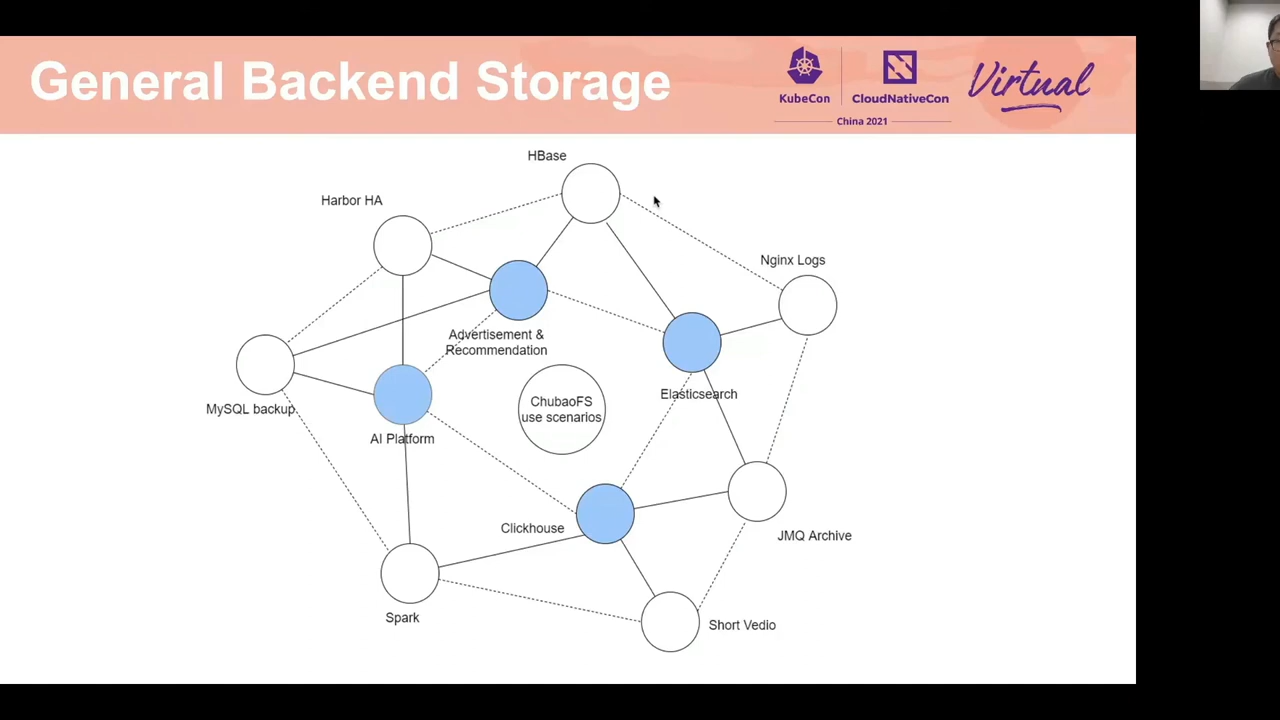 General Backend Storage
KubeCon
CloudNativeCon
China 2021
Virtual
HBase
Harbor HA
Nginx Logs
Advertisement &
Recommendation
Elasticsearch
ChubaoFS
use scenarios
MySQL backup
AI Platform
Clickhouse
JMQ Archive
Spark
Short Vedio